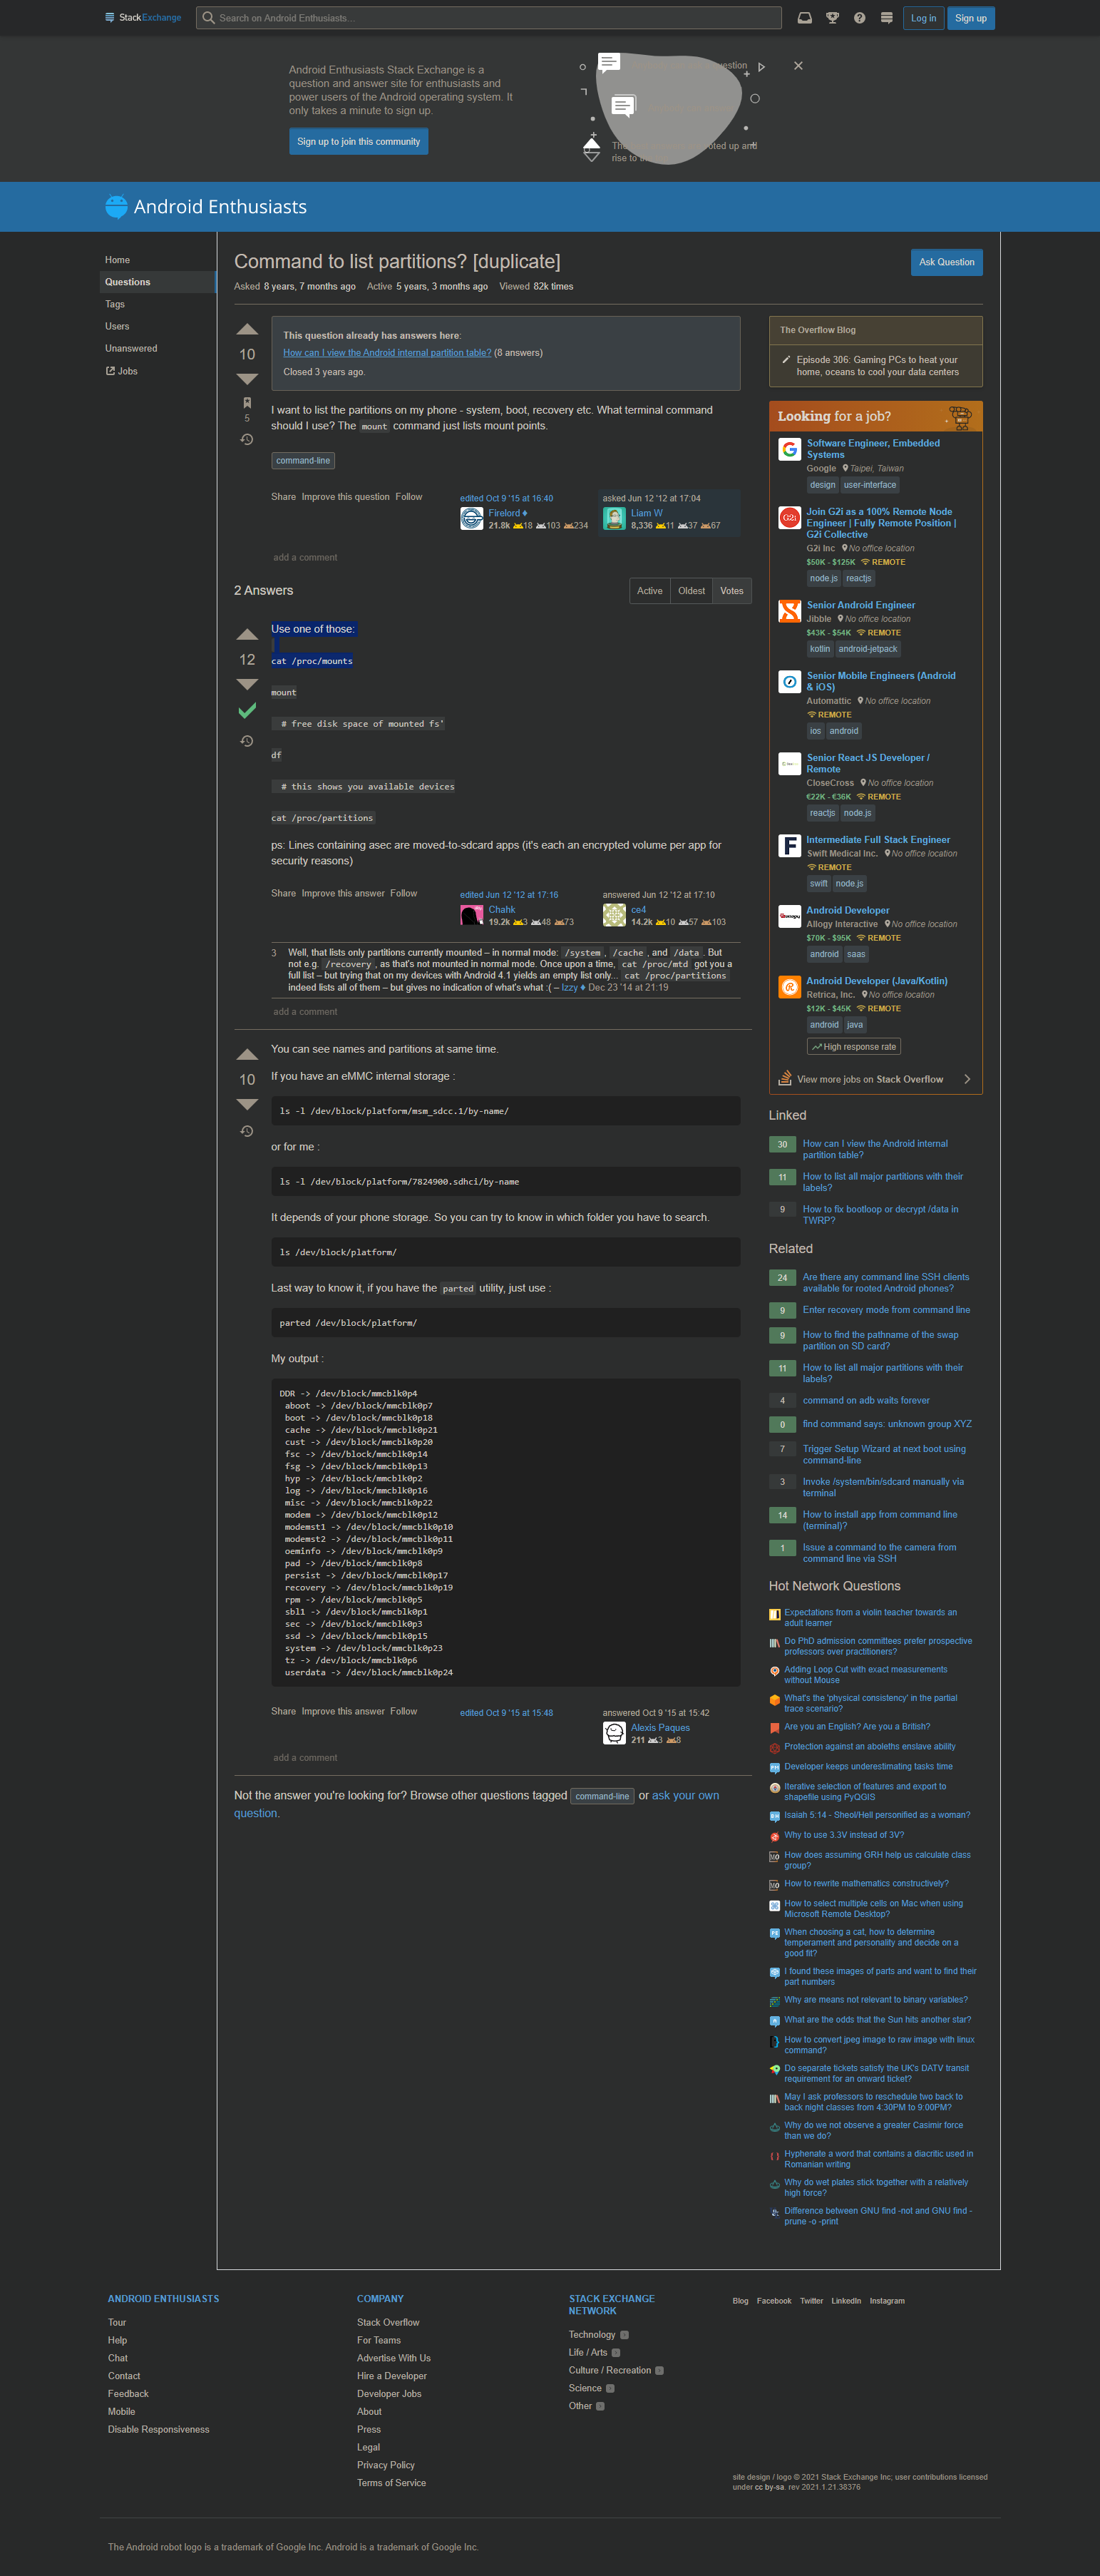 StackExchange
Search on Android Enthusiasts…
Log in
Sign up
Android Enthusiasts Stack Exchange is a
question and answer site for enthusiasts and
power users of the Android operating system. It
only takes a minute to sign up.
Sign up to join this community
question
The
oted up and
rise to t
Android Enthusiasts
Home
Questions
Tags
Users
Unanswered
Jobs
Command to list partitions? [duplicate]
Ask Question
Asked 8 years, 7 months ago Active 5 years, 3 months ago Viewed 82k times
10
5
This question already has answers here:
How can I view the Android internal partition table? (8 answers)
Closed 3 years ago.
I want to list the partitions on my phone - system, boot, recovery etc. What terminal command
should I use? The mount command just lists mount points.
command-line
Share Improve this question Follow
edited Oct 9 '15 at 16:40
Firelord ♦
21.8k 18 103 234
asked Jun 12 '12 at 17:04
Liam W
8,336 11 37 67
add a comment
2 Answers
Active Oldest Votes
12
Use one of those:
cat /proc/mounts
mount
# free disk space of mounted fs'
df
# this shows you available devices
cat /proc/partitions
ps: Lines containing asec are moved-to-sdcard apps (it's each an encrypted volume per app for
security reasons)
Share Improve this answer Follow
edited Jun 12 '12 at 17:16
Chahk
19.2k 3 48 73
answered Jun 12 '12 at 17:10
ce4
14.2k 10 57 103
3 Well, that lists only partitions currently mounted – in normal mode: /system , /cache , and /data . But
not e.g. /recovery , as that's not mounted in normal mode. Once upon a time, cat /proc/mtd got you a
full list – but trying that on my devices with Android 4.1 yields an empty list only... cat /proc/partitions
indeed lists all of them – but gives no indication of what's what :( – Izzy ♦ Dec 23 '14 at 21:19
add a comment
10
You can see names and partitions at same time.
If you have an eMMC internal storage :
ls -l /dev/block/platform/msm_sdcc.1/by-name/
or for me :
ls -l /dev/block/platform/7824900.sdhci/by-name
It depends of your phone storage. So you can try to know in which folder you have to search.
ls /dev/block/platform/
Last way to know it, if you have the parted utility, just use :
parted /dev/block/platform/
My output :
DDR -> /dev/block/mmcblk0p4
aboot -> /dev/block/mmcblk0p7
boot -> /dev/block/mmcblk0p18
cache -> /dev/block/mmcblk0p21
cust -> /dev/block/mmcblk0p20
fsc -> /dev/block/mmcblk0p14
fsg -> /dev/block/mmcblk0p13
hyp -> /dev/block/mmcblk0p2
log -> /dev/block/mmcblk0p16
misc -> /dev/block/mmcblk0p22
modem -> /dev/block/mmcblk0p12
modemst1 -> /dev/block/mmcblk0p10
modemst2 -> /dev/block/mmcblk0p11
oeminfo -> /dev/block/mmcblk0p9
pad -> /dev/block/mmcblk0p8
persist -> /dev/block/mmcblk0p17
recovery -> /dev/block/mmcblk0p19
rpm -> /dev/block/mmcblk0p5
sbl1 -> /dev/block/mmcblk0p1
sec -> /dev/block/mmcblk0p3
ssd -> /dev/block/mmcblk0p15
system -> /dev/block/mmcblk0p23
tz -> /dev/block/mmcblk0p6
userdata -> /dev/block/mmcblk0p24
Share Improve this answer Follow
edited Oct 9 '15 at 15:48
answered Oct 9 '15 at 15:42
Alexis Paques
211 3 8
add a comment
Not the answer you're looking for? Browse other questions tagged command-line or ask your own
question.
The Overflow Blog
Episode 306: Gaming PCs to heat your
home, oceans to cool your data centers
Looking for a job?
Software Engineer, Embedded
Systems
Google Taipei, Taiwan
design user-interface
G2i
Join G2i as a 100% Remote Node
Engineer | Fully Remote Position |
G2i Collective
G2i Inc No office location
$50K - $125K REMOTE
node.js reactjs
Senior Android Engineer
Jibble No office location
$43K - $54K REMOTE
kotlin android-jetpack
Senior Mobile Engineers (Android
& iOS)
Automattic No office location
REMOTE
ios android
Senior React JS Developer /
Remote
CloseCross No office location
€22K - €36K REMOTE
reactjs node.js
Intermediate Full Stack Engineer
Swift Medical Inc. No office location
REMOTE
swift node.js
Android Developer
Allogy Interactive No office location
$70K - $95K REMOTE
android saas
Android Developer (Java/Kotlin)
Retrica, Inc. No office location
$12K - $45K REMOTE
android java
High response rate
View more jobs on Stack Overflow
Linked
30 How can I view the Android internal
partition table?
11 How to list all major partitions with their
labels?
9 How to fix bootloop or decrypt /data in
TWRP?
Related
24 Are there any command line SSH clients
available for rooted Android phones?
9 Enter recovery mode from command line
9 How to find the pathname of the swap
partition on SD card?
11 How to list all major partitions with their
labels?
4 command on adb waits forever
0 find command says: unknown group XYZ
7 Trigger Setup Wizard at next boot using
command-line
3 Invoke /system/bin/sdcard manually via
terminal
14 How to install app from command line
(terminal)?
1 Issue a command to the camera from
command line via SSH
Hot Network Questions
Expectations from a violin teacher towards an
adult learner
Do PhD admission committees prefer prospective
professors over practitioners?
Adding Loop Cut with exact measurements
without Mouse
What's the 'physical consistency' in the partial
trace scenario?
Are you an English? Are you a British?
Protection against an aboleths enslave ability
Developer keeps underestimating tasks time
Iterative selection of features and export to
shapefile using PyQGIS
Isaiah 5:14 - Sheol/Hell personified as a woman?
Why to use 3.3V instead of 3V?
How does assuming GRH help us calculate class
group?
How to rewrite mathematics constructively?
How to select multiple cells on Mac when using
Microsoft Remote Desktop?
When choosing a cat, how to determine
temperament and personality and decide on a
good fit?
I found these images of parts and want to find their
part numbers
Why are means not relevant to binary variables?
What are the odds that the Sun hits another star?
How to convert jpeg image to raw image with linux
command?
Do separate tickets satisfy the UK's DATV transit
requirement for an onward ticket?
May I ask professors to reschedule two back to
back night classes from 4:30PM to 9:00PM?
Why do we not observe a greater Casimir force
than we do?
Hyphenate a word that contains a diacritic used in
Romanian writing
Why do wet plates stick together with a relatively
high force?
Difference between GNU find -not and GNU find -
prune -o -print
ANDROID ENTHUSIASTS
Tour
Help
Chat
Contact
Feedback
Mobile
Disable Responsiveness
COMPANY
Stack Overflow
For Teams
Advertise With Us
Hire a Developer
Developer Jobs
About
Press
Legal
Privacy Policy
Terms of Service
STACK EXCHANGE
NETWORK
Technology
Life / Arts
Culture / Recreation
Science
Other
Blog Facebook Twitter LinkedIn Instagram
site design / logo © 2021 Stack Exchange Inc; user contributions licensed
under cc by-sa. rev 2021.1.21.38376
The Android robot logo is a trademark of Google Inc. Android is a trademark of Google Inc.